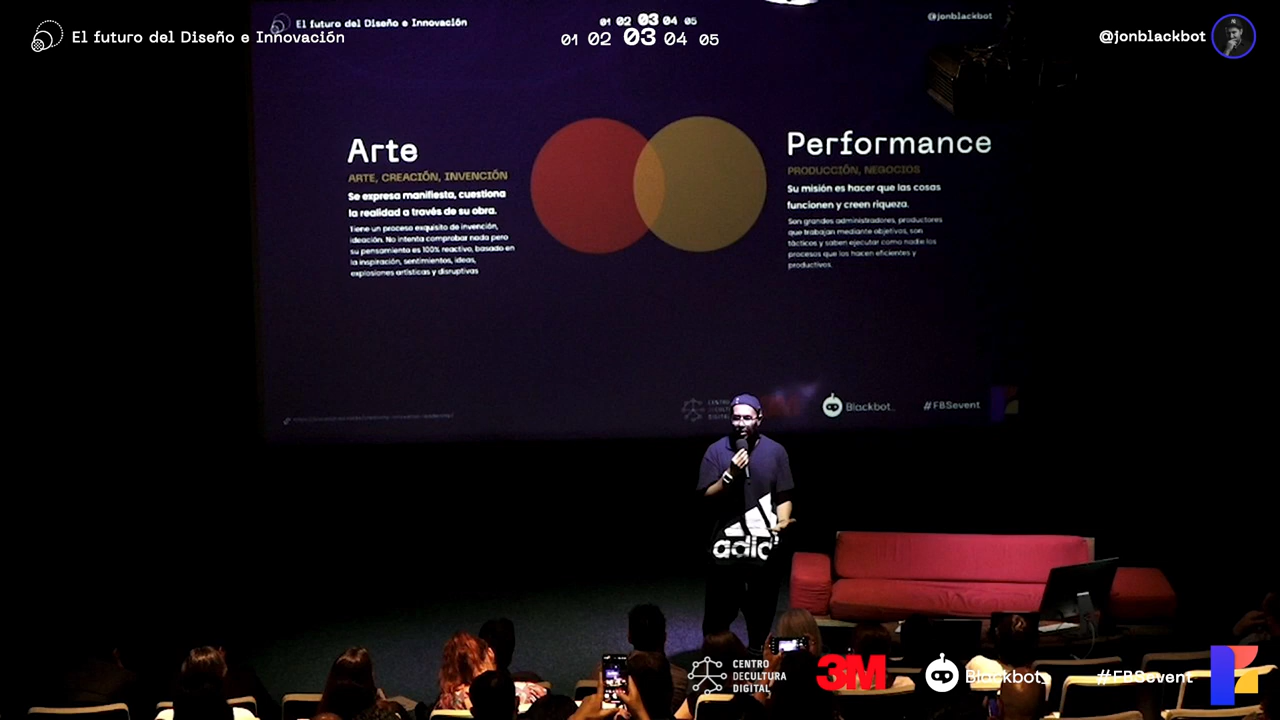 El futuro del Diseño e Innovación
01 02 03 04 05
@jonblackbot
El futuro del Diseño e Innovación
01 02 03 04 05
@jonblackbot
Arte
ARTE, CREACIÓN, INVENCIÓN
Se expresa manifiesta, cuestiona
la realidad a través de su obra.
Tiene un proceso exquisito de invención,
ideación. No intenta comprobar nada pero
su pensamiento es 100% reactivo, basado en
la inspiración, sentimientos, ideas,
explosiones artísticas y disruptivas
Performance
PRODUCCIÓN, NEGOCIOS
Su misión es hacer que las cosas
funcionen y creen riqueza.
Son grandes administradores, productores
que trabajan mediante objetivos, son
tácticos y saben ejecutar como nadie los
procesos que los hacen eficientes y
productivos.
Blackbot_
#FBSevent
adid
CENTRO
DECULTURA
DIGITAL
3M
Blackbot_
#FBSevent